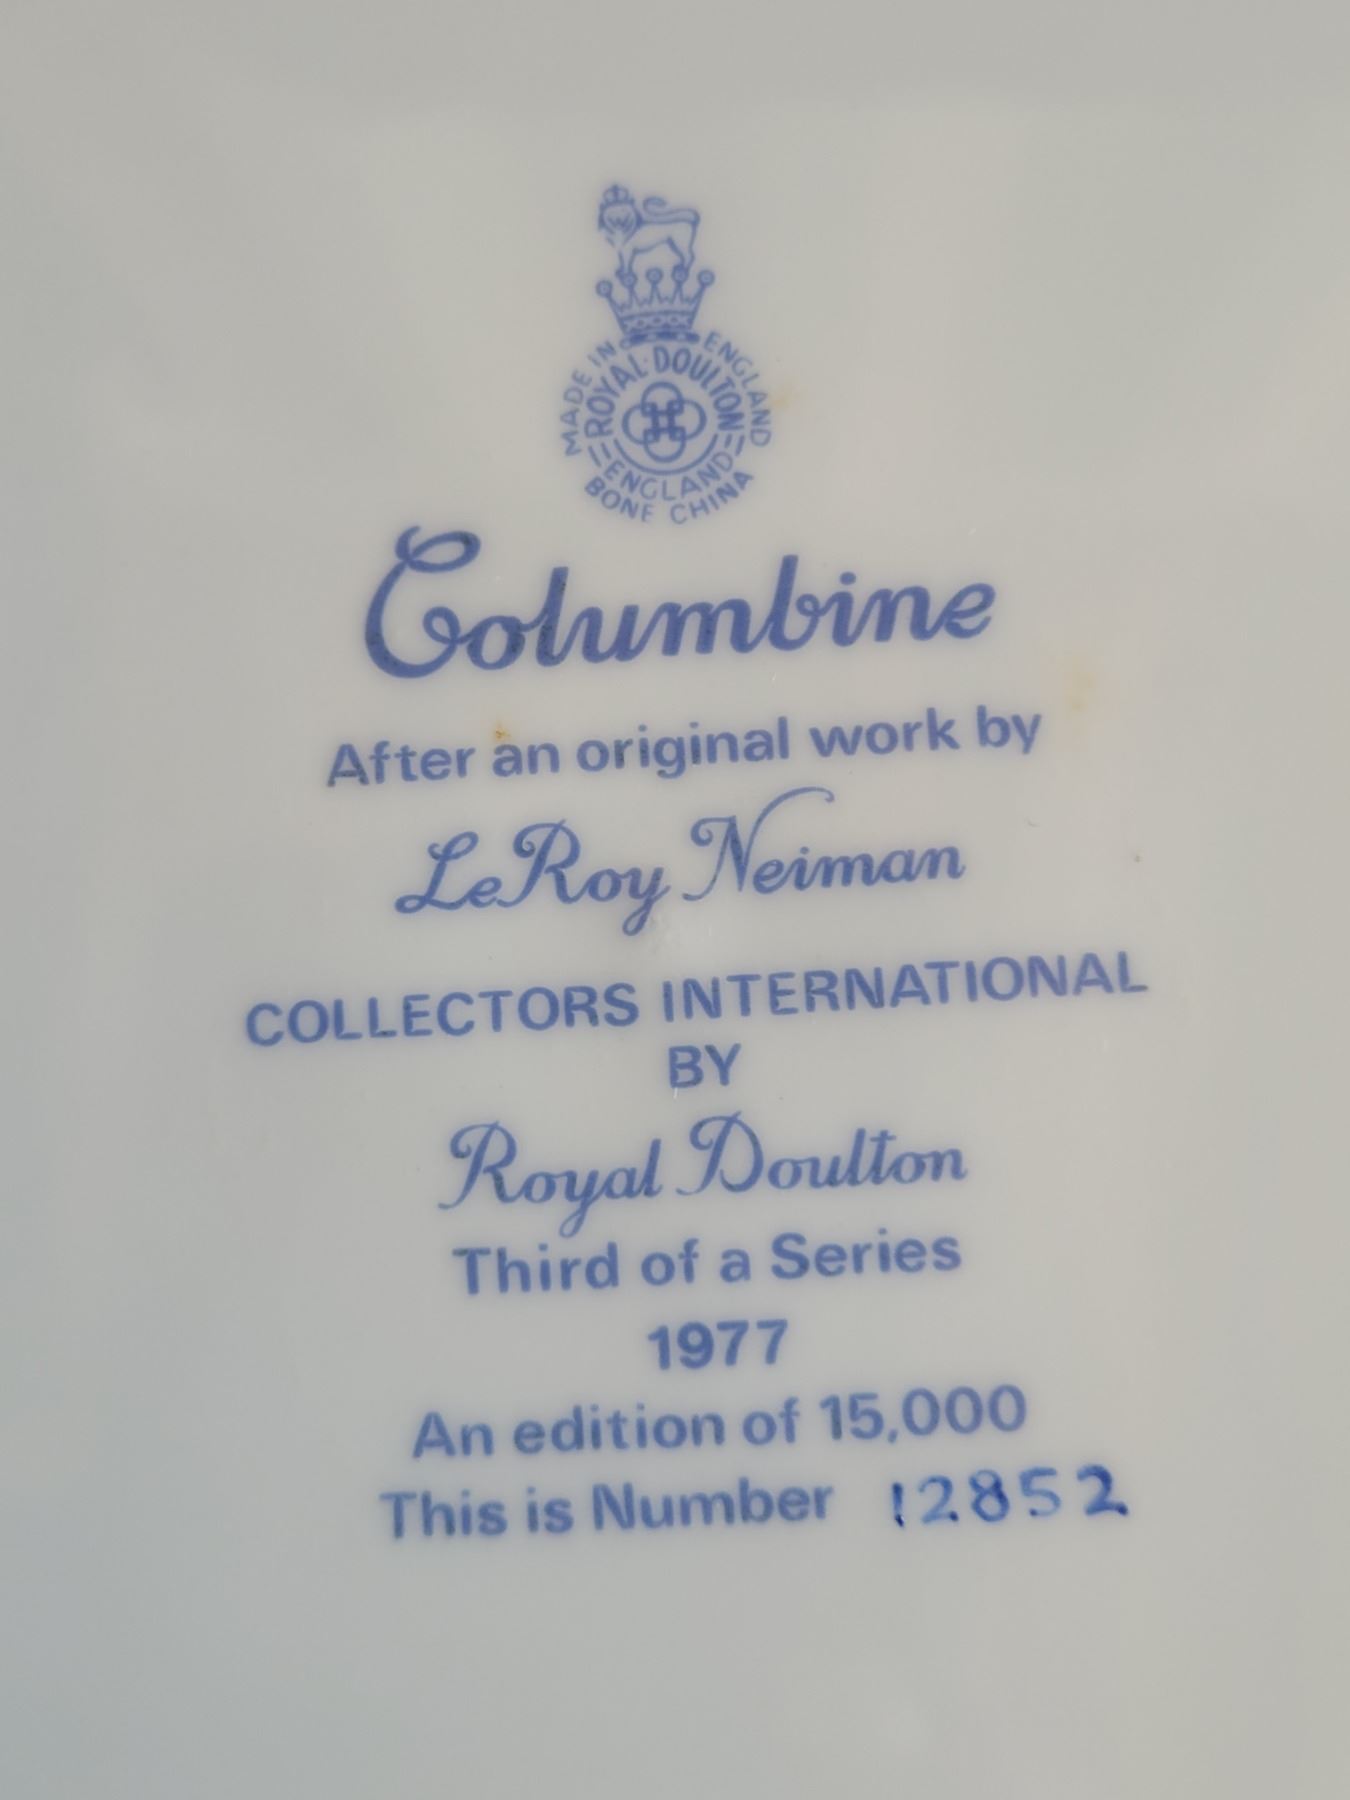 MADE IN ENGLAND
ROYAL DOULTON
ENGLAND
BONE CHINA
Columbine
After an original work by
LeRoy Neiman
COLLECTORS INTERNATIONAL
BY
Royal Doulton
Third of a Series
1977
An edition of 15,000
This is Number 12852